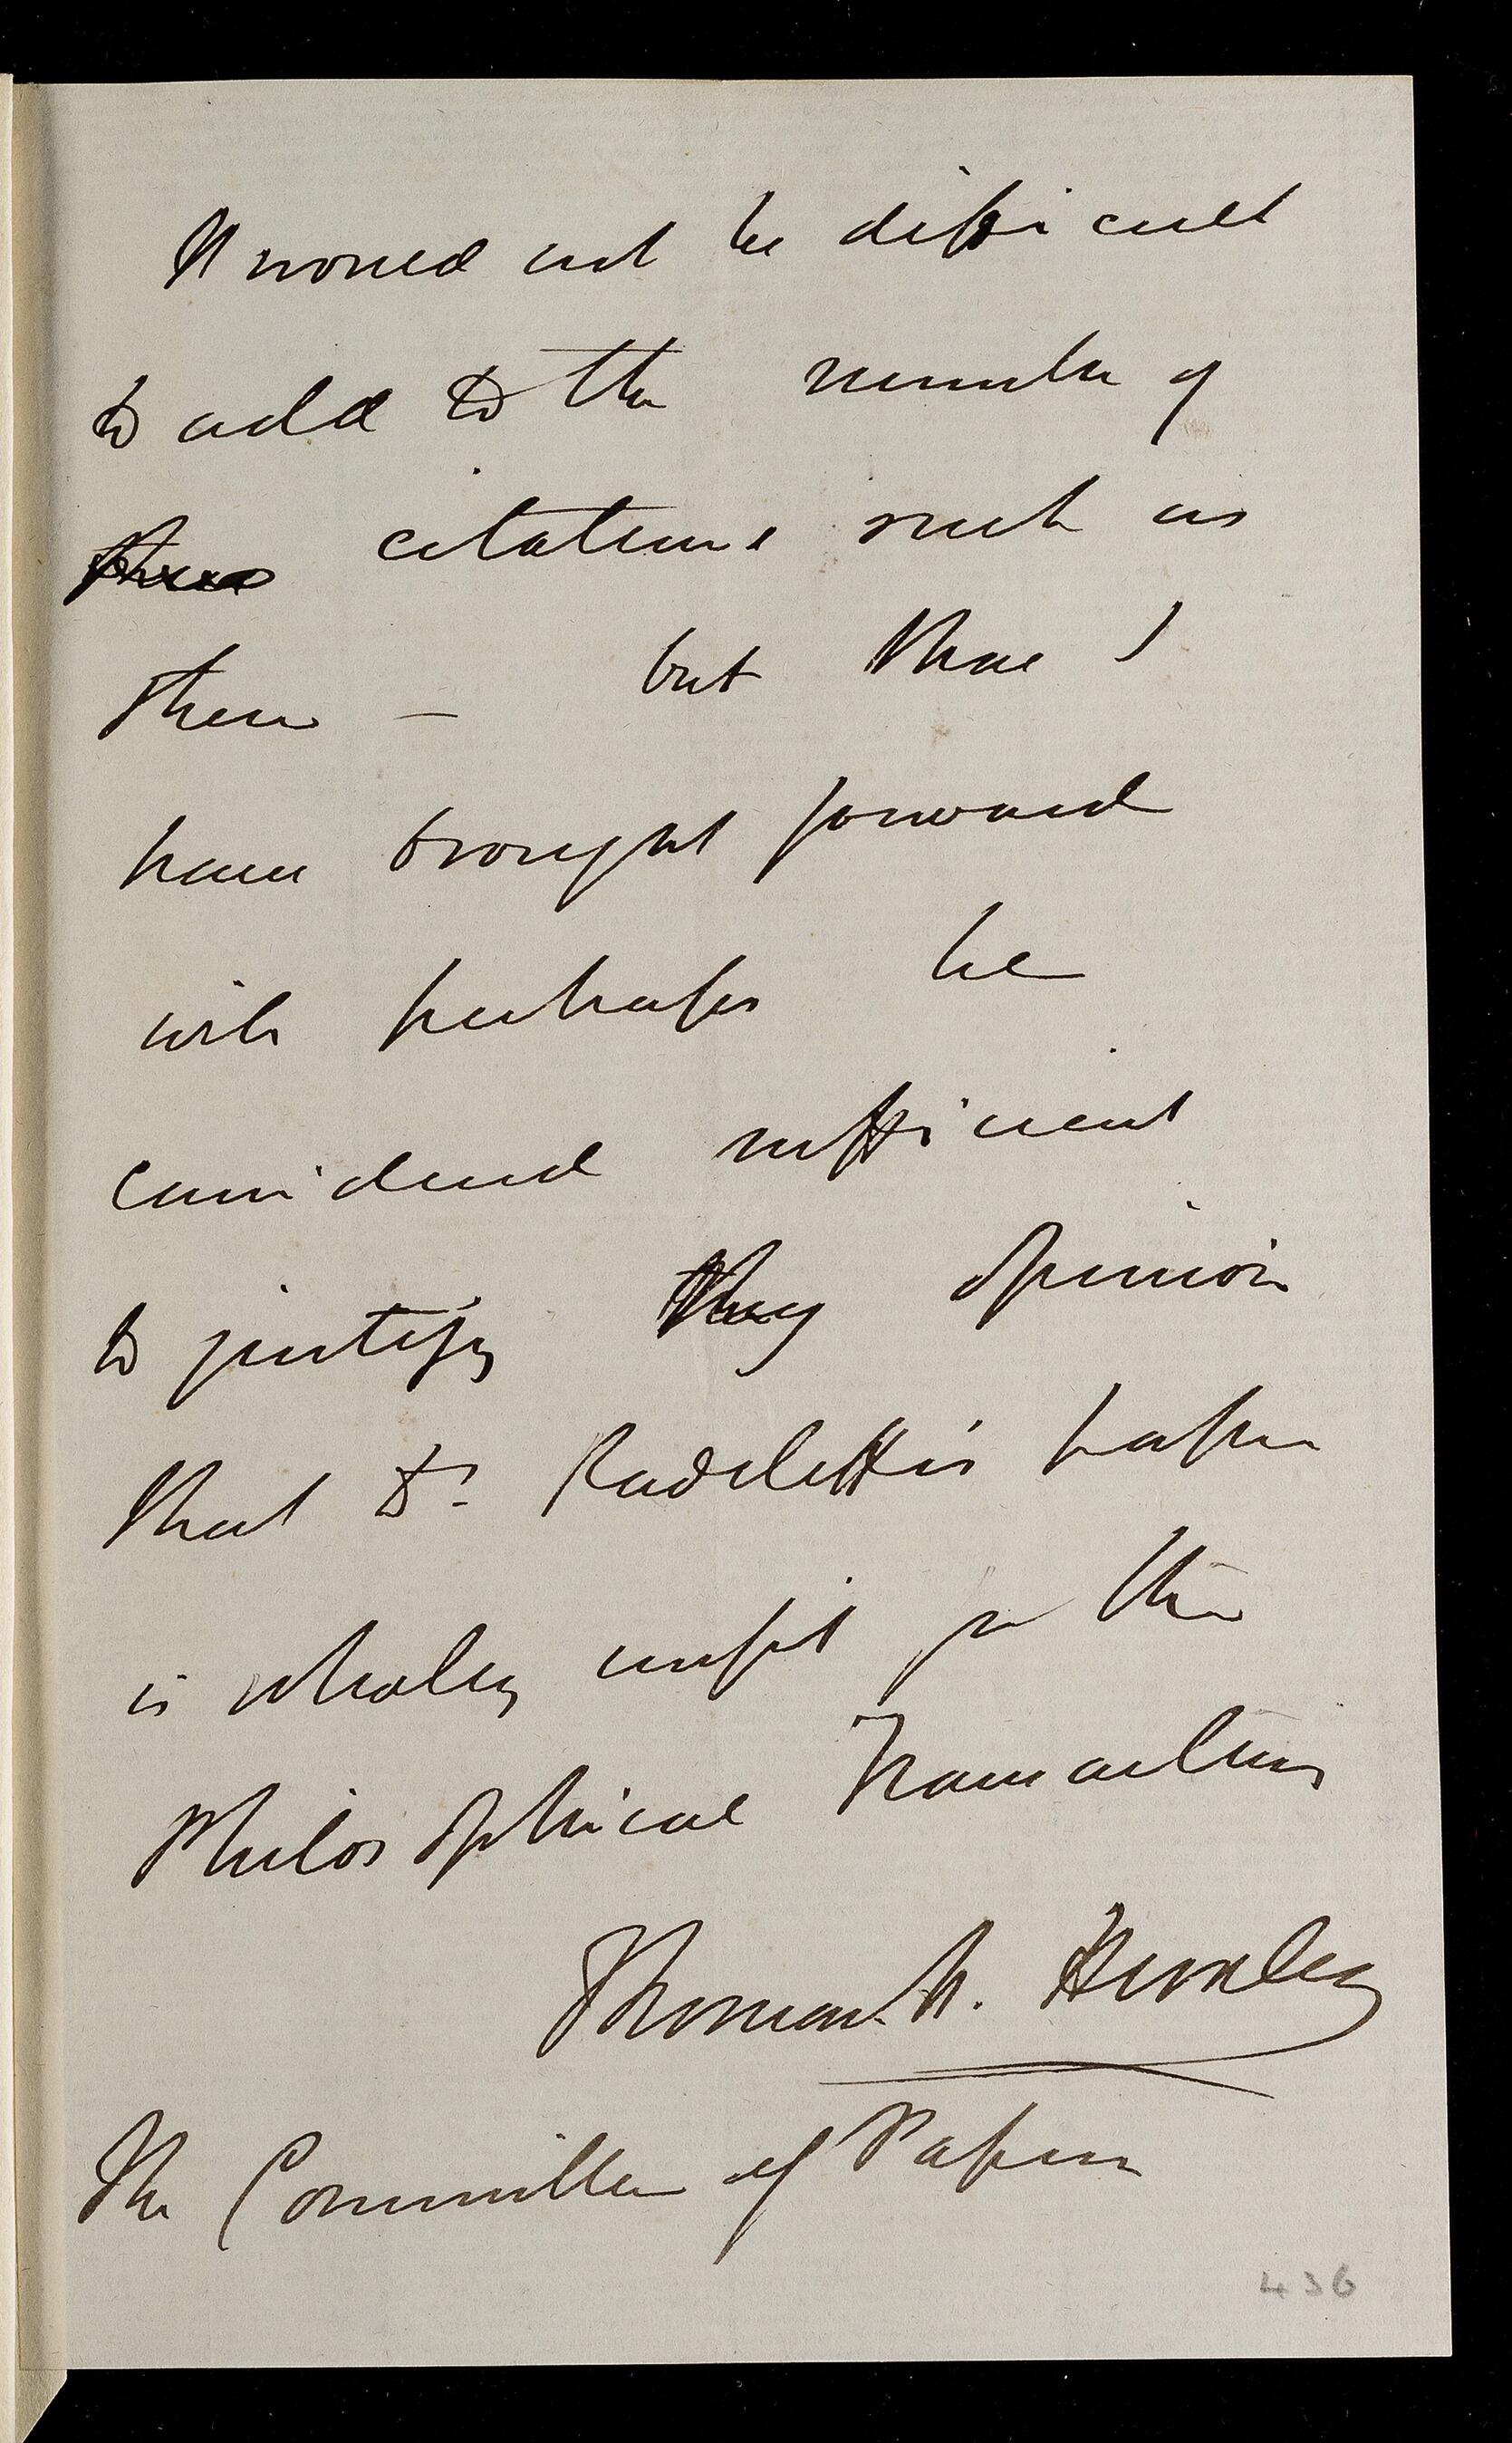 It would not be difficult
to add to the number of
citations such as
these — but those I
have brought forward
will perhaps be
considered sufficient
to justify my opinion
that Dr. Radcliffe's paper
is wholly unfit for the
Philosophical Transactions
Thomas H. Huxley
The Committee of Papers
436